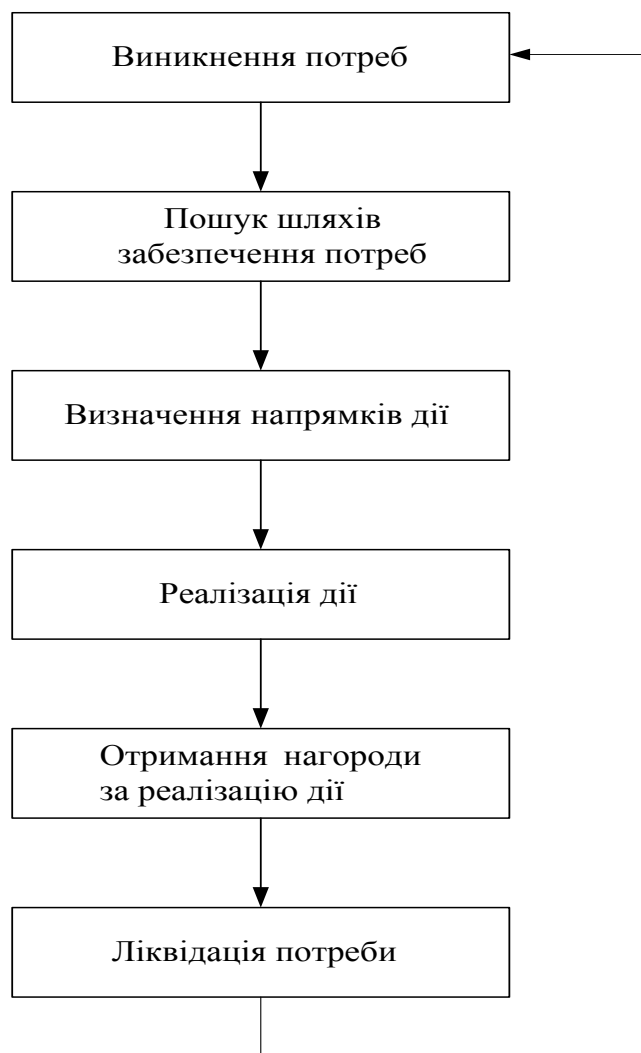 Виникнення потреб
Пошук шляхів
забезпечення потреб
Визначення напрямків дії
Реалізація дії
Отримання нагороди
за реалізацію дії
Ліквідація потреби